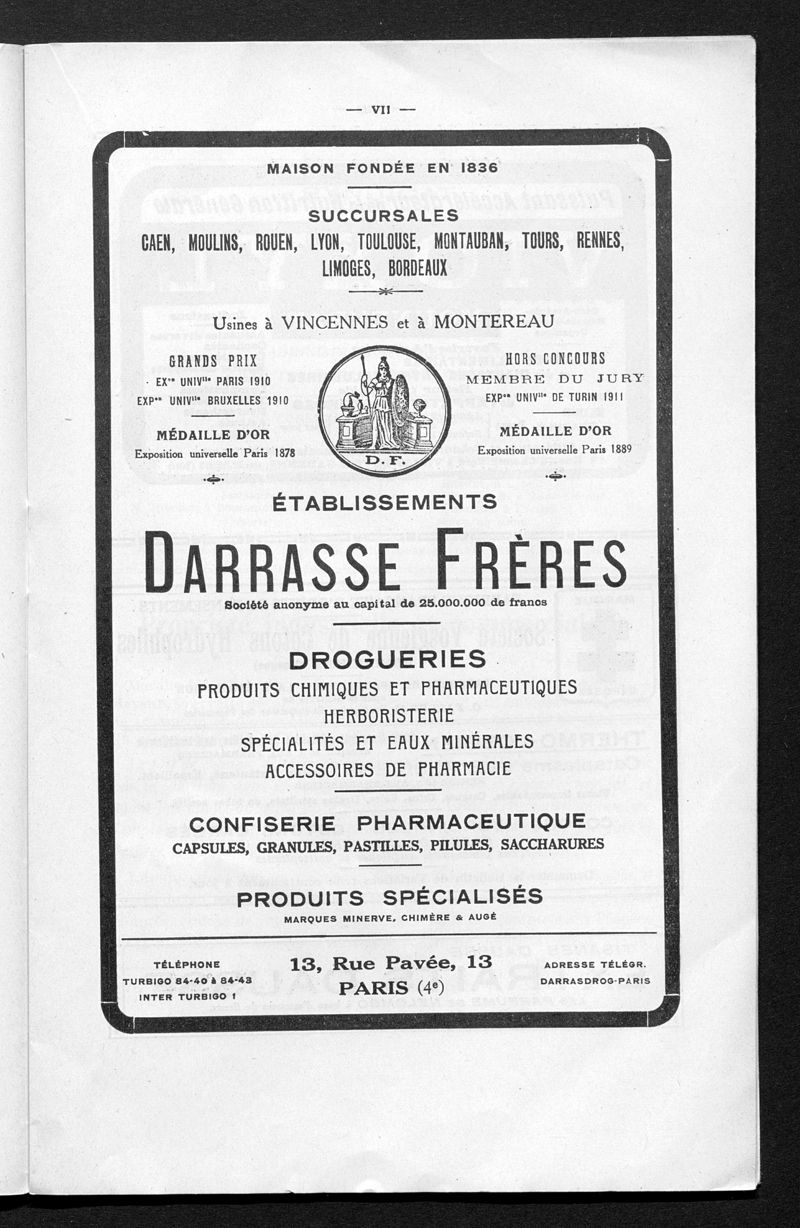 — VII —
MAISON FONDÉE EN 1836
SUCCURSALES
CAEN, MOULINS, ROUEN, LYON, TOULOUSE, MONTAUBAN, TOURS, RENNES,
LIMOGES, BORDEAUX
Usines à VINCENNES et à MONTEREAU
GRANDS PRIX
EXᵒⁿ UNIVˡˡᵉ PARIS 1910
EXPᵒⁿ UNIVˡˡᵉ BRUXELLES 1910
MÉDAILLE D'OR
Exposition universelle Paris 1878
D. F.
HORS CONCOURS
MEMBRE DU JURY
EXPᵒⁿ UNIVˡˡᵉ DE TURIN 1911
MÉDAILLE D'OR
Exposition universelle Paris 1889
ÉTABLISSEMENTS
DARRASSE FRÈRES
Société anonyme au capital de 25.000.000 de francs
DROGUERIES
PRODUITS CHIMIQUES ET PHARMACEUTIQUES
HERBORISTERIE
SPÉCIALITÉS ET EAUX MINÉRALES
ACCESSOIRES DE PHARMACIE
CONFISERIE PHARMACEUTIQUE
CAPSULES, GRANULES, PASTILLES, PILULES, SACCHARURES
PRODUITS SPÉCIALISÉS
MARQUES MINERVE, CHIMÈRE & AUGÉ
TÉLÉPHONE
TURBIGO 84-40 à 84-43
INTER TURBIGO 1
13, Rue Pavée, 13
PARIS (4ᵉ)
ADRESSE TÉLÉGR.
DARRASDROG-PARIS